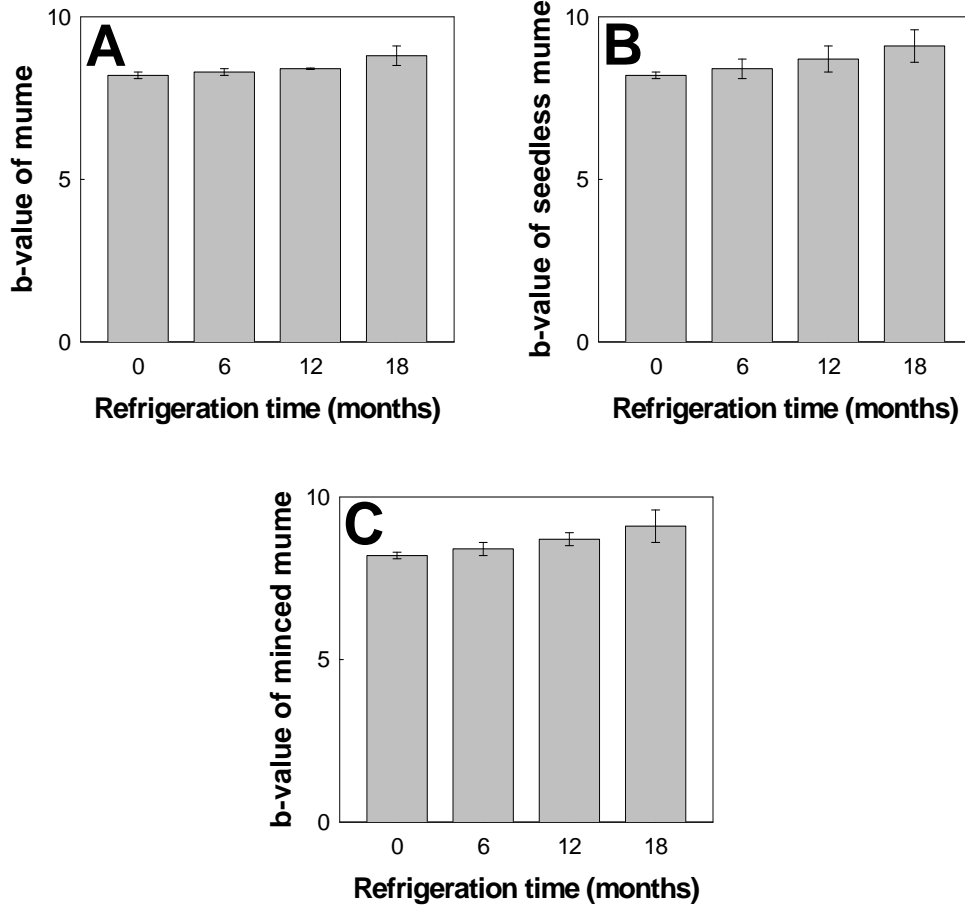 A
b-value of mume
10
5
0
0 6 12 18
Refrigeration time (months)
B
b-value of seedless mume
10
5
0
0 6 12 18
Refrigeration time (months)
C
b-value of minced mume
10
5
0
0 6 12 18
Refrigeration time (months)